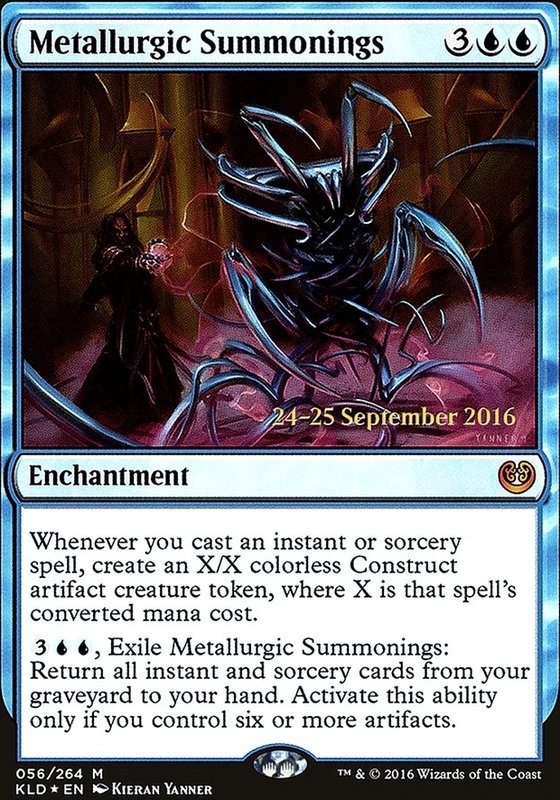 Metallurgic Summonings 3
24–25 September 2016
YANNER
Enchantment
Whenever you cast an instant or sorcery
spell, create an X/X colorless Construct
artifact creature token, where X is that spell's
converted mana cost.
3, Exile Metallurgic Summonings:
Return all instant and sorcery cards from your
graveyard to your hand. Activate this ability
only if you control six or more artifacts.
056/264 M
KLD ★ EN Kieran Yanner
™ & © 2016 Wizards of the Coast